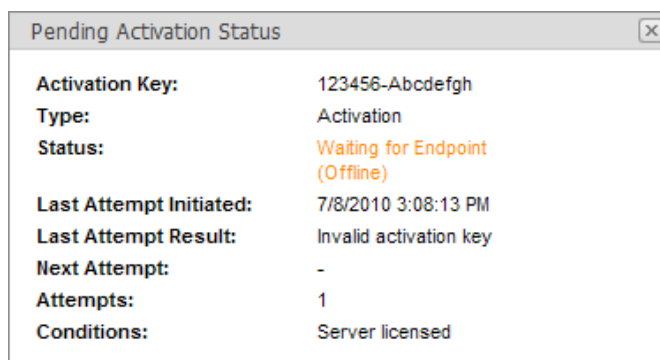 Pending Activation Status
Activation Key: 123456-Abcdefgh
Type: Activation
Status: Waiting for Endpoint
(Offline)
Last Attempt Initiated: 7/8/2010 3:08:13 PM
Last Attempt Result: Invalid activation key
Next Attempt: -
Attempts: 1
Conditions: Server licensed